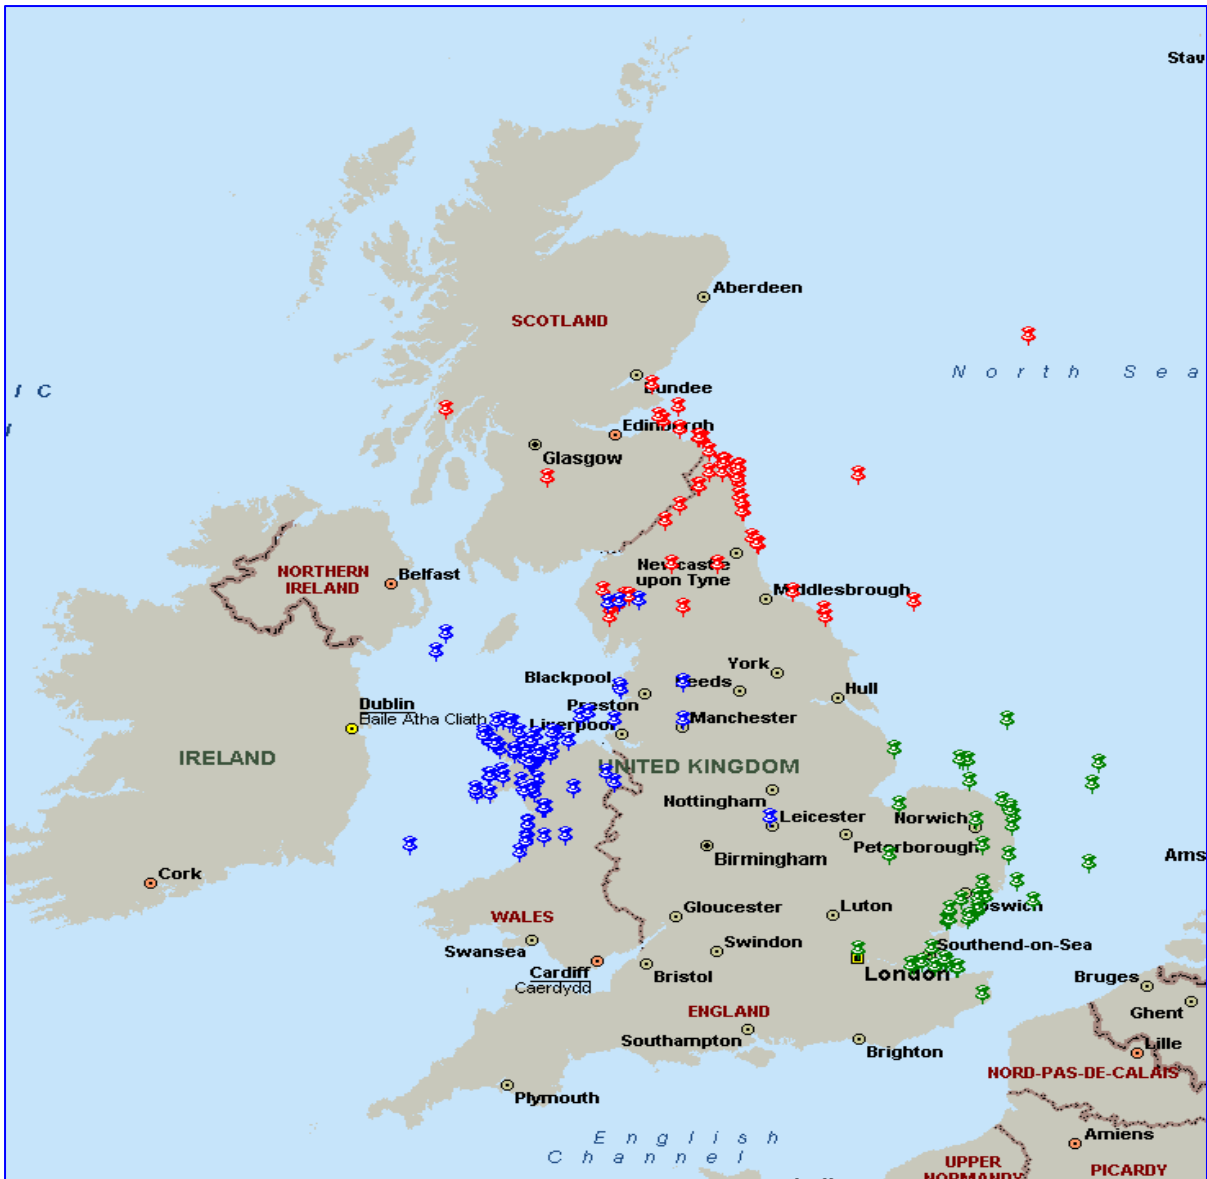 Stav
Aberdeen
SCOTLAND
North Sea
IC
Dundee
Edinburgh
Glasgow
Newcastle
upon Tyne
NORTHERN
IRELAND
Belfast
Middlesbrough
York
Blackpool
Leeds
Hull
Preston
Dublin
Baile Átha Cliath
Manchester
Liverpool
IRELAND
UNITED KINGDOM
Nottingham
Leicester
Norwich
Peterborough
Birmingham
Ams
Cork
Gloucester
Luton
Ipswich
WALES
Swansea
Swindon
Southend-on-Sea
Cardiff
Caerdydd
Bristol
London
Bruges
Ghent
ENGLAND
Southampton
Brighton
Lille
NORD-PAS-DE-CALAIS
Plymouth
English
Channel
Amiens
UPPER
NORMANDY
PICARDY